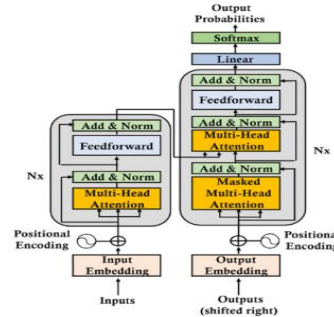 Output
Probabilities
Softmax
Linear
Add & Norm
Feedforward
Add & Norm
Multi-Head
Attention
Nx
Add & Norm
Masked
Multi-Head
Attention
Positional
Encoding
Output
Embedding
Outputs
(shifted right)
Add & Norm
Feedforward
Nx
Add & Norm
Multi-Head
Attention
Positional
Encoding
Input
Embedding
Inputs